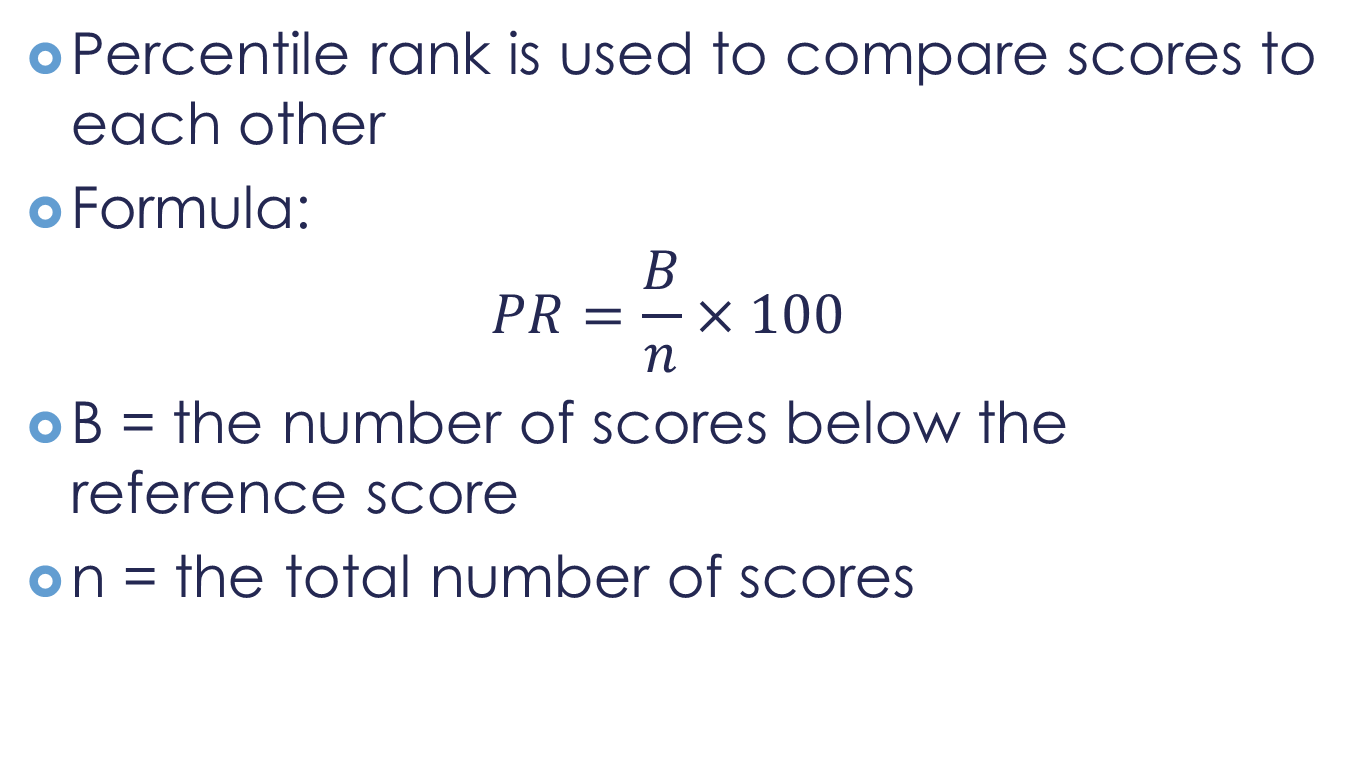 Percentile rank is used to compare scores to
each other
Formula:
PR = B/n × 100
B = the number of scores below the
reference score
n = the total number of scores